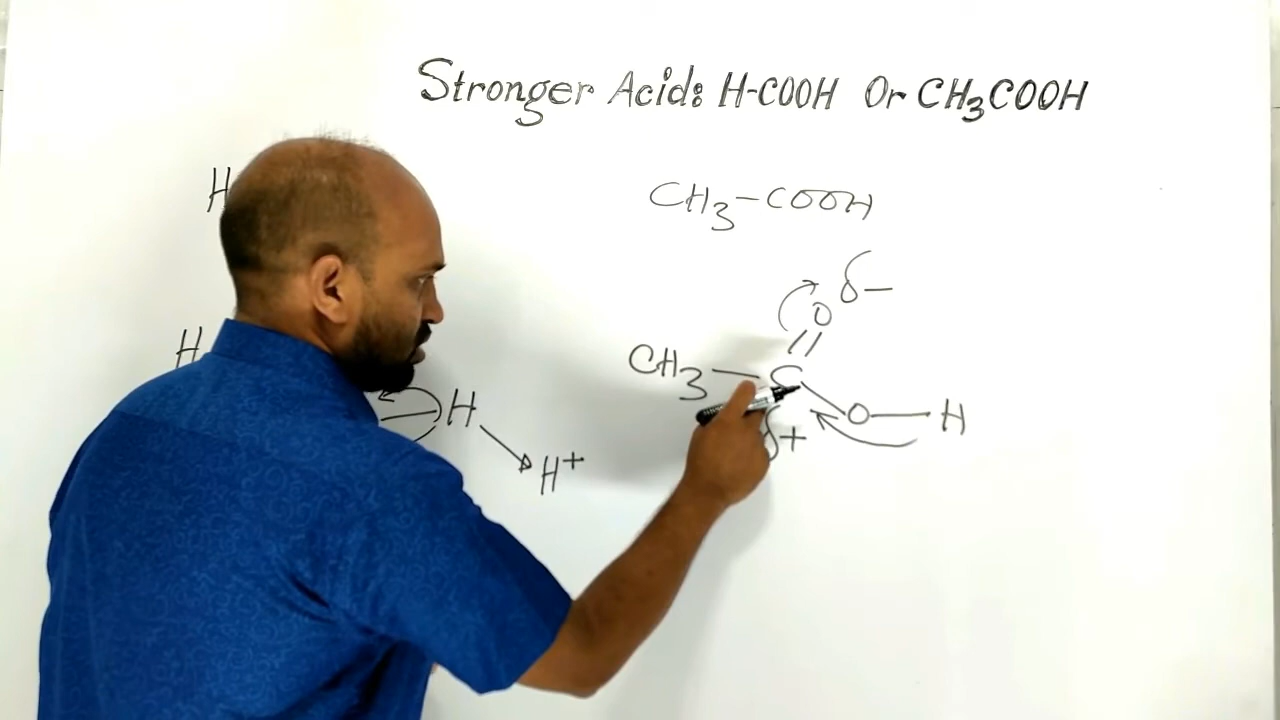 Stronger Acid: H-COOH Or CH3COOH
H
CH3-COOH
δ-
O
H
CH3 - C
O - H
H
δ+
H+